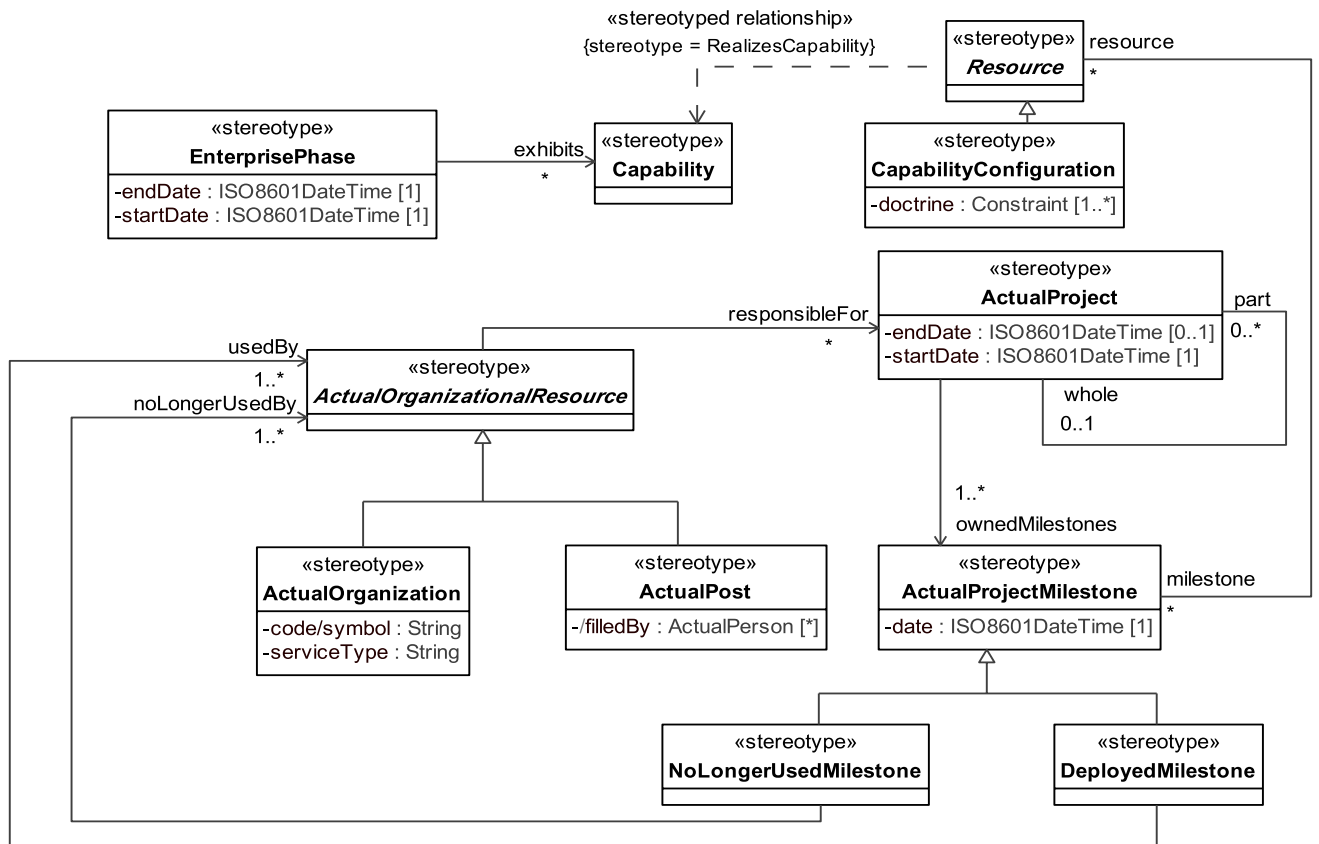 «stereotyped relationship»
{stereotype = RealizesCapability}
«stereotype»
Resource
resource
*
«stereotype»
EnterprisePhase
-endDate : ISO8601DateTime [1]
-startDate : ISO8601DateTime [1]
exhibits
*
«stereotype»
Capability
«stereotype»
CapabilityConfiguration
-doctrine : Constraint [1..*]
«stereotype»
ActualProject
-endDate : ISO8601DateTime [0..1]
-startDate : ISO8601DateTime [1]
part
0..*
whole
0..1
responsibleFor
*
usedBy
1..*
noLongerUsedBy
1..*
«stereotype»
ActualOrganizationalResource
1..*
ownedMilestones
«stereotype»
ActualOrganization
-code/symbol : String
-serviceType : String
«stereotype»
ActualPost
-/filledBy : ActualPerson [*]
«stereotype»
ActualProjectMilestone
-date : ISO8601DateTime [1]
milestone
*
«stereotype»
NoLongerUsedMilestone
«stereotype»
DeployedMilestone